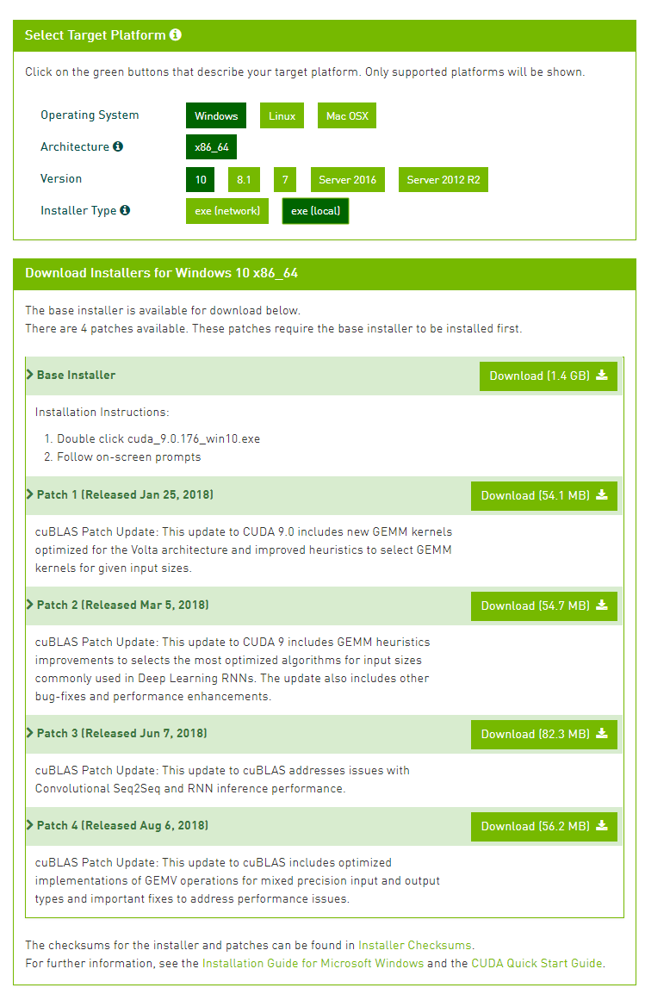 Select Target Platform
Click on the green buttons that describe your target platform. Only supported platforms will be shown.
Operating System Windows Linux Mac OSX
Architecture x86_64
Version 10 8.1 7 Server 2016 Server 2012 R2
Installer Type exe (network) exe (local)
Download Installers for Windows 10 x86_64
The base installer is available for download below.
There are 4 patches available. These patches require the base installer to be installed first.
Base Installer Download (1.4 GB)
Installation Instructions:
1. Double click cuda_9.0.176_win10.exe
2. Follow on-screen prompts
Patch 1 (Released Jan 25, 2018) Download (54.1 MB)
cuBLAS Patch Update: This update to CUDA 9.0 includes new GEMM kernels
optimized for the Volta architecture and improved heuristics to select GEMM
kernels for given input sizes.
Patch 2 (Released Mar 5, 2018) Download (54.7 MB)
cuBLAS Patch Update: This update to CUDA 9 includes GEMM heuristics
improvements to selects the most optimized algorithms for input sizes
commonly used in Deep Learning RNNs. The update also includes other
bug-fixes and performance enhancements.
Patch 3 (Released Jun 7, 2018) Download (82.3 MB)
cuBLAS Patch Update: This update to cuBLAS addresses issues with
Convolutional Seq2Seq and RNN inference performance.
Patch 4 (Released Aug 6, 2018) Download (56.2 MB)
cuBLAS Patch Update: This update to cuBLAS includes optimized
implementations of GEMV operations for mixed precision input and output
types and important fixes to address performance issues.
The checksums for the installer and patches can be found in Installer Checksums.
For further information, see the Installation Guide for Microsoft Windows and the CUDA Quick Start Guide.